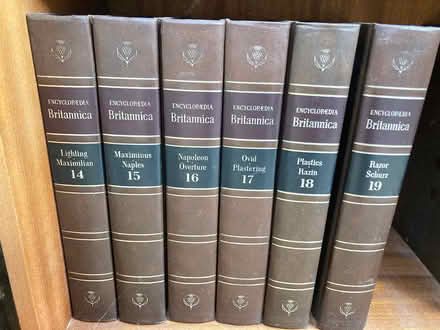 ENCYCLOPÆDIA
Britannica
Lighting
Maximilian
14
ENCYCLOPÆDIA
Britannica
Maximinus
Naples
15
ENCYCLOPÆDIA
Britannica
Napoleon
Overture
16
ENCYCLOPÆDIA
Britannica
Ovid
Plastering
17
ENCYCLOPÆDIA
Britannica
Plastics
Razin
18
ENCYCLOPÆDIA
Britannica
Razor
Schurz
19